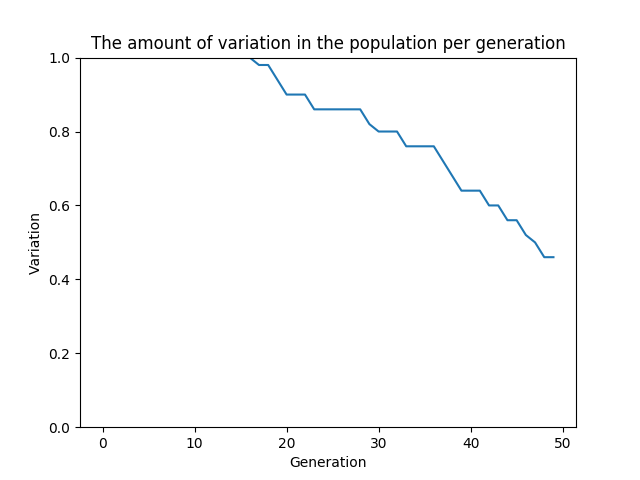 The amount of variation in the population per generation
1.0
0.8
0.6
0.4
0.2
0.0
Variation
0 10 20 30 40 50
Generation